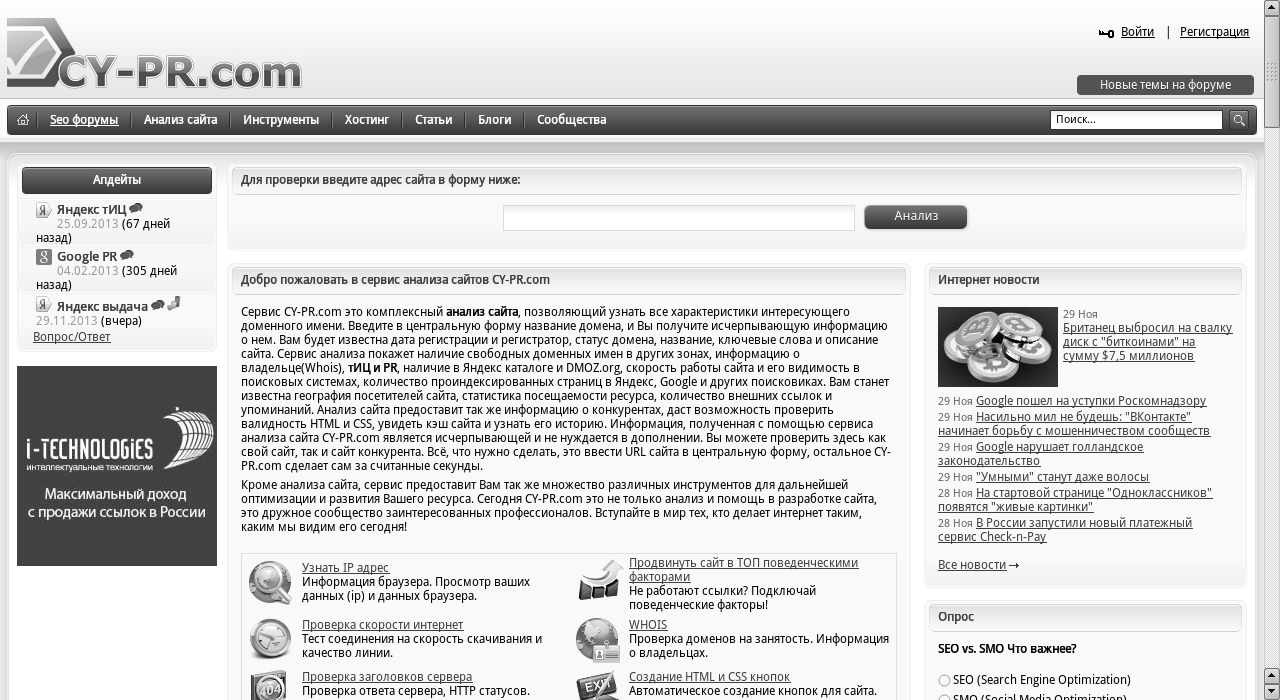 CY-PR.com
Войти | Регистрация
Новые темы на форуме
Seo форумы Анализ сайта Инструменты Хостинг Статьи Блоги Сообщества
Поиск...
Апдейты
Яндекс тИЦ
25.09.2013 (67 дней
назад)
Google PR
04.02.2013 (305 дней
назад)
Яндекс выдача
29.11.2013 (вчера)
Вопрос/Ответ
i-TECHNOLOGiES
интеллектуальные технологии
Максимальный доход
с продажи ссылок в России
Для проверки введите адрес сайта в форму ниже:
Анализ
Добро пожаловать в сервис анализа сайтов CY-PR.com
Сервис CY-PR.com это комплексный анализ сайта, позволяющий узнать все характеристики интересующего
доменного имени. Введите в центральную форму название домена, и Вы получите исчерпывающую информацию
о нем. Вам будет известна дата регистрации и регистратор, статус домена, название, ключевые слова и описание
сайта. Сервис анализа покажет наличие свободных доменных имен в других зонах, информацию о
владельце(Whois), тИЦ и PR, наличие в Яндекс каталоге и DMOZ.org, скорость работы сайта и его видимость в
поисковых системах, количество проиндексированных страниц в Яндекс, Google и других поисковиках. Вам станет
известна география посетителей сайта, статистика посещаемости ресурса, количество внешних ссылок и
упоминаний. Анализ сайта предоставит так же информацию о конкурентах, даст возможность проверить
валидность HTML и CSS, увидеть кэш сайта и узнать его историю. Информация, полученная с помощью сервиса
анализа сайта CY-PR.com является исчерпывающей и не нуждается в дополнении. Вы можете проверить здесь как
свой сайт, так и сайт конкурента. Всё, что нужно сделать, это ввести URL сайта в центральную форму, остальное CY-
PR.com сделает сам за считанные секунды.
Кроме анализа сайта, сервис предоставит Вам так же множество различных инструментов для дальнейшей
оптимизации и развития Вашего ресурса. Сегодня CY-PR.com это не только анализ и помощь в разработке сайта,
это дружное сообщество заинтересованных профессионалов. Вступайте в мир тех, кто делает интернет таким,
каким мы видим его сегодня!
Узнать IP адрес
Информация браузера. Просмотр ваших
данных (ip) и данных браузера.
Продвинуть сайт в ТОП поведенческими
факторами
Не работают ссылки? Подключай
поведенческие факторы!
Проверка скорости интернет
Тест соединения на скорость скачивания и
качество линии.
WHOIS
Проверка доменов на занятость. Информация
о владельцах.
404
Проверка заголовков сервера
Проверка ответа сервера, HTTP статусов.
Создание HTML и CSS кнопок
Автоматическое создание кнопок для сайта.
Интернет новости
29 Ноя
Британец выбросил на свалку
диск с "биткоинами" на
сумму $7,5 миллионов
29 Ноя Google пошел на уступки Роскомнадзору
29 Ноя Насильно мил не будешь: "ВКонтакте"
начинает борьбу с мошенничеством сообществ
29 Ноя Google нарушает голландское
законодательство
29 Ноя "Умными" станут даже волосы
28 Ноя На стартовой странице "Одноклассников"
появятся "живые картинки"
28 Ноя В России запустили новый платежный
сервис Check-n-Pay
Все новости →
Опрос
SEO vs. SMO Что важнее?
SEO (Search Engine Optimization)
SMO (Social Media Optimization)